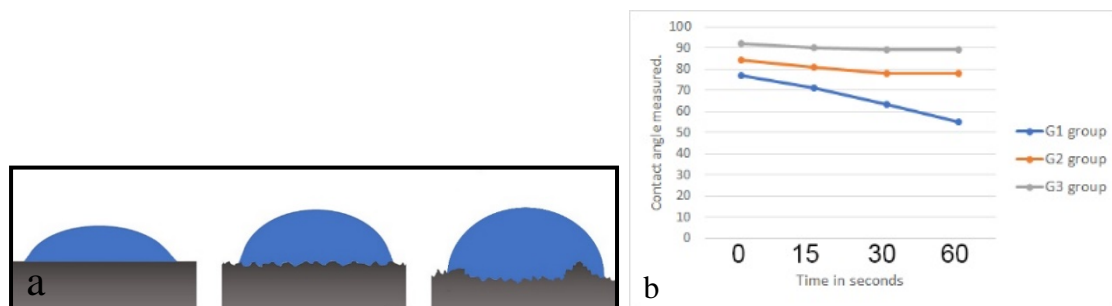 a
Contact angle measured.
100
90
80
70
60
50
40
30
20
10
0
0 15 30 60
Time in seconds
G1 group
G2 group
G3 group
b